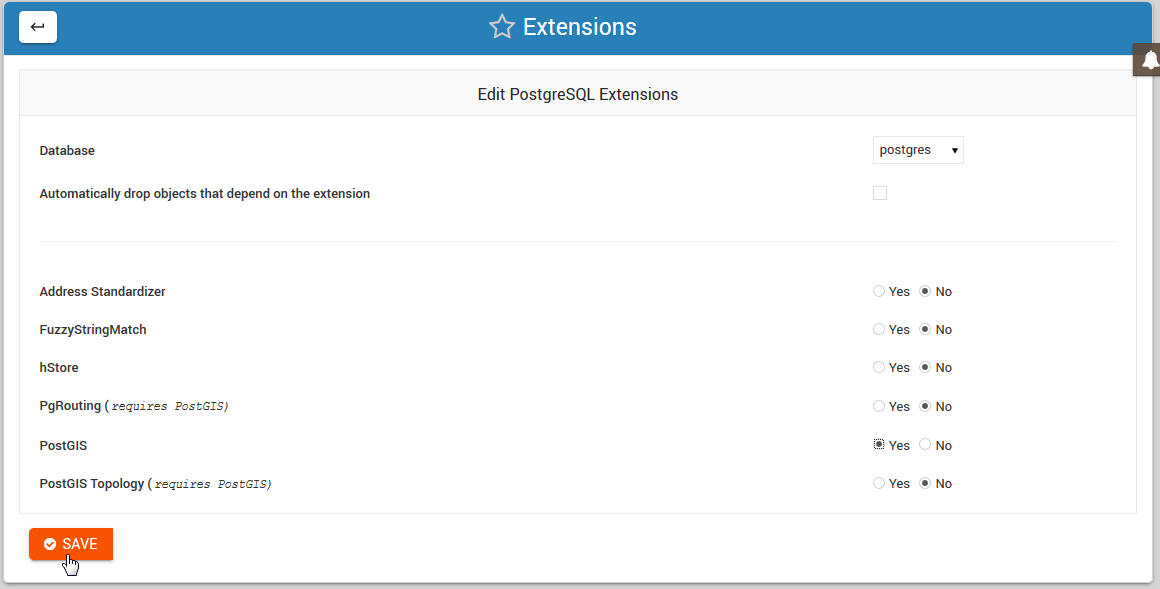 Extensions
Edit PostgreSQL Extensions
Database postgres
Automatically drop objects that depend on the extension
Address Standardizer Yes No
FuzzyStringMatch Yes No
hStore Yes No
PgRouting ( requires PostGIS) Yes No
PostGIS Yes No
PostGIS Topology ( requires PostGIS) Yes No
SAVE